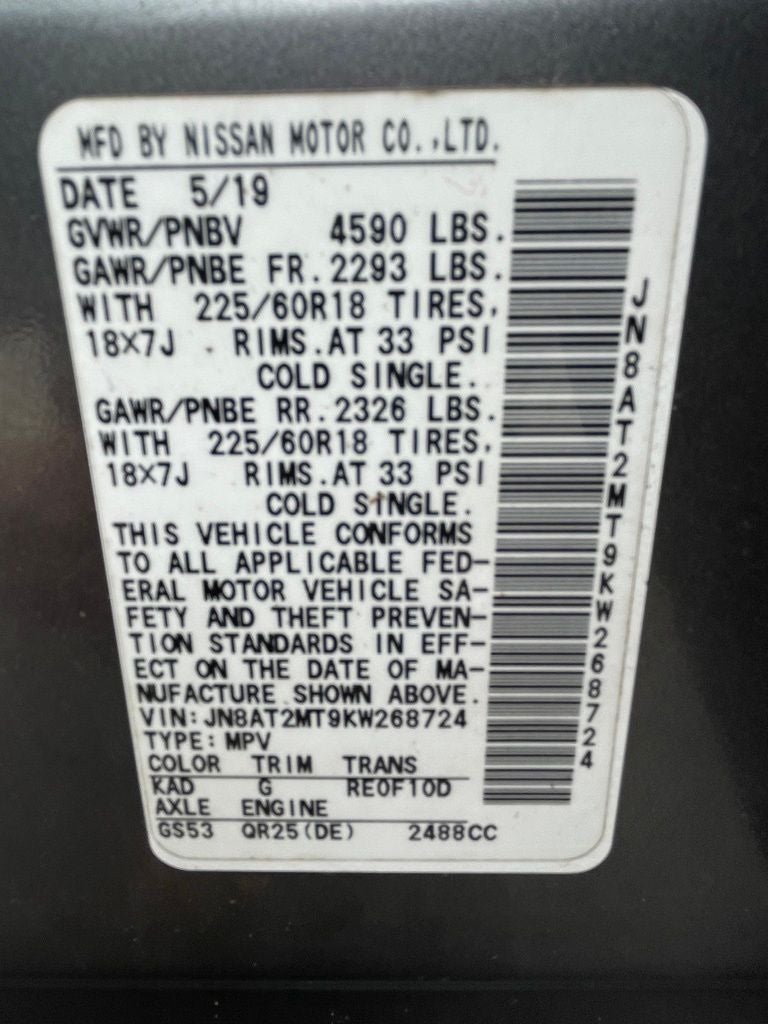 MFD BY NISSAN MOTOR CO.,LTD.
DATE 5/19
GVWR/PNBV 4590 LBS.
GAWR/PNBE FR.2293 LBS.
WITH 225/60R18 TIRES,
18×7J . RIMS.AT 33 PSI
COLD SINGLE.
GAWR/PNBE RR.2326 LBS.
WITH 225/60R18 TIRES,
18×7J RIMS.AT 33 PSI
COLD SINGLE.
THIS VEHICLE CONFORMS
TO ALL APPLICABLE FED-
ERAL MOTOR VEHICLE SA-
FETY AND THEFT PREVEN-
TION STANDARDS IN EFF-
ECT ON THE DATE OF MA-
NUFACTURE SHOWN ABOVE.
VIN:JN8AT2MT9KW268724
TYPE:MPV
COLOR TRIM TRANS
KAD G RE0F10D
AXLE ENGINE
GS53 QR25(DE) 2488CC
JN8AT2MT9KW268724